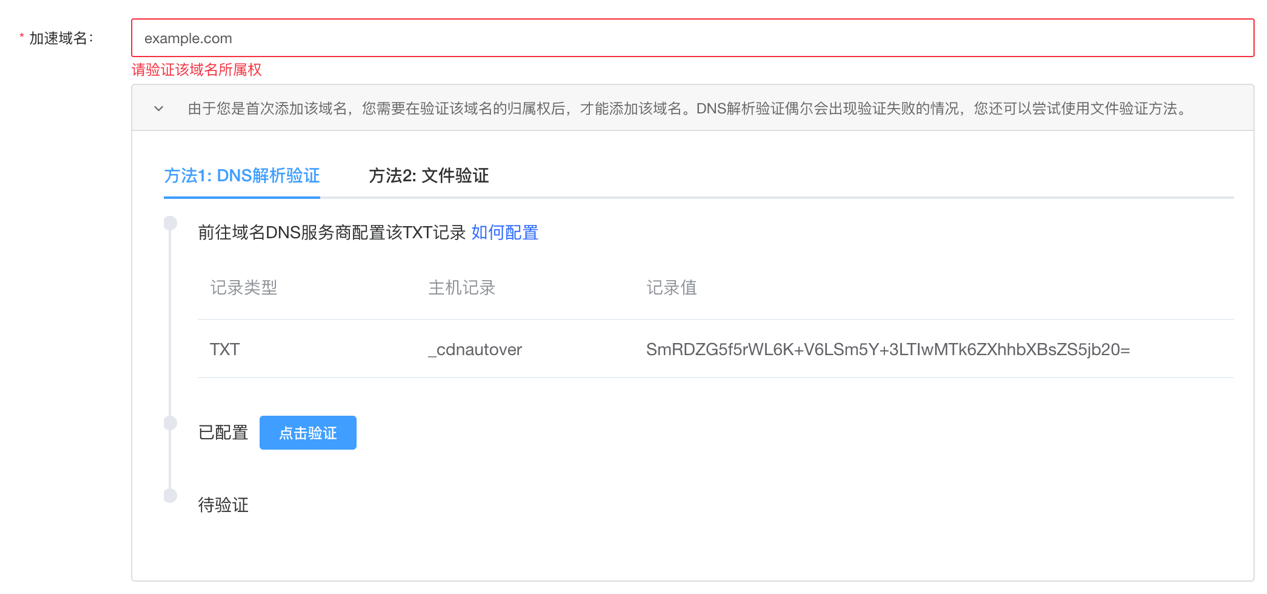 * 加速域名：
example.com
请验证该域名所属权
由于您是首次添加该域名，您需要在验证该域名的归属权后，才能添加该域名。DNS解析验证偶尔会出现验证失败的情况，您还可以尝试使用文件验证方法。
方法1: DNS解析验证 方法2: 文件验证
前往域名DNS服务商配置该TXT记录 如何配置
记录类型 主机记录 记录值
TXT _cdnautover SmRDZG5f5rWL6K+V6LSm5Y+3LTIwMTk6ZXhhbXBsZS5jb20=
已配置 点击验证
待验证